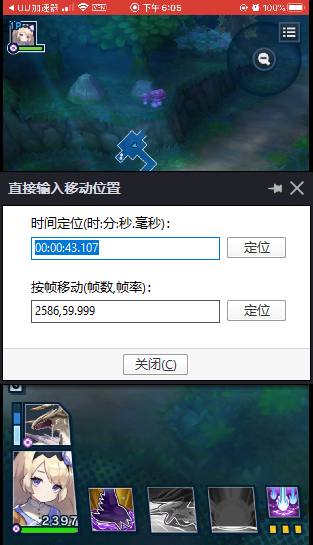 UU加速器 VPN 下午 6:05 100%
1P
直接输入移动位置
时间定位(时:分:秒.毫秒):
00:00:43.107 定位
按帧移动(帧数,帧率):
2586,59.999 定位
关闭(C)
2397